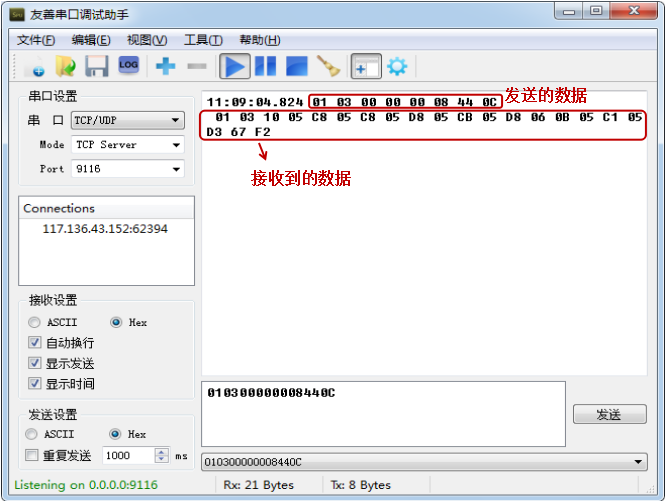 友善串口调试助手
文件(F) 编辑(E) 视图(V) 工具(T) 帮助(H)
LOG
串口设置
串 口 TCP/UDP
Mode TCP Server
Port 9116
Connections
117.136.43.152:62394
接收设置
ASCII Hex
自动换行
显示发送
显示时间
发送设置
ASCII Hex
重复发送 1000 ms
11:09:04.824 01 03 00 00 00 08 44 0C 发送的数据
01 03 10 05 C8 05 C8 05 D8 05 CB 05 D8 06 0B 05 C1 05
D3 67 F2
接收到的数据
010300000008440C
发送
010300000008440C
Listening on 0.0.0.0:9116 Rx: 21 Bytes Tx: 8 Bytes